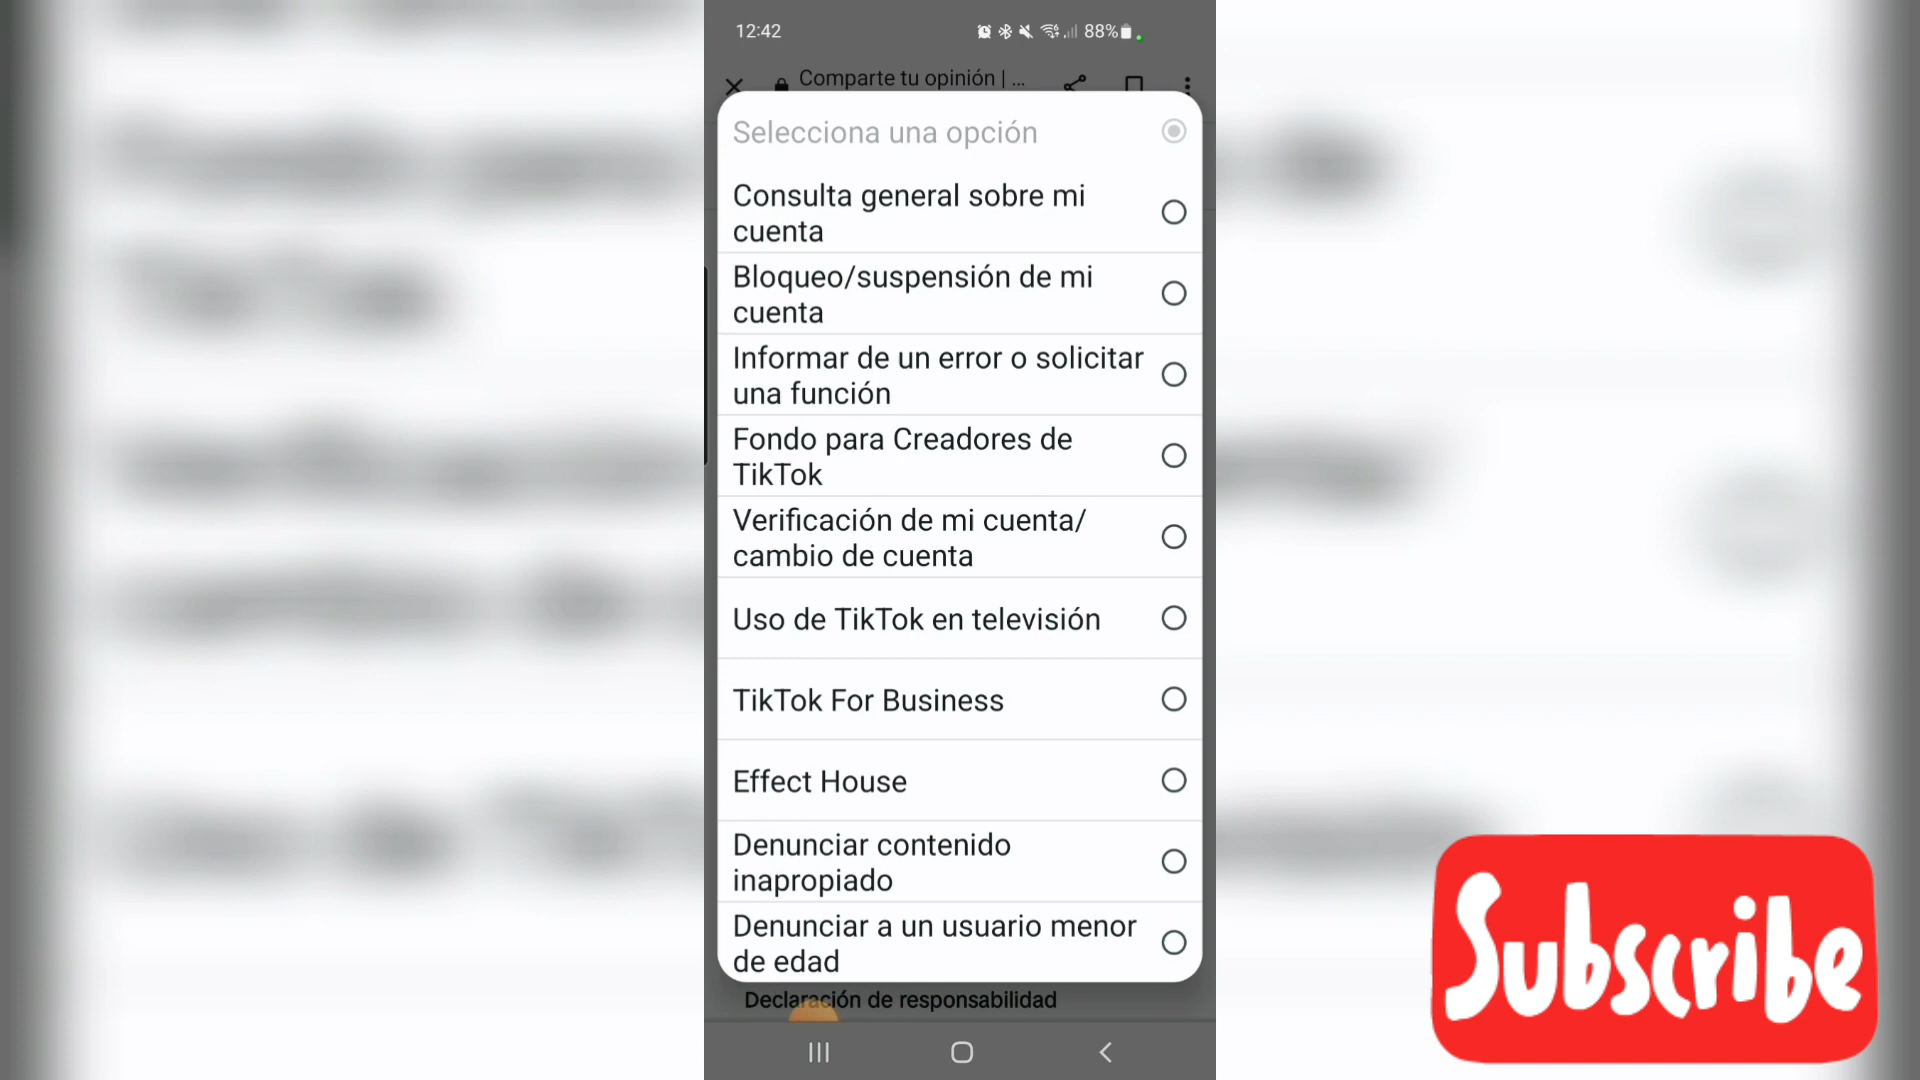 12:42
88%
Comparte tu opinión | ...
Selecciona una opción
Consulta general sobre mi
cuenta
Bloqueo/suspensión de mi
cuenta
Informar de un error o solicitar
una función
Fondo para Creadores de
TikTok
Verificación de mi cuenta/
cambio de cuenta
Uso de TikTok en televisión
TikTok For Business
Effect House
Denunciar contenido
inapropiado
Denunciar a un usuario menor
de edad
Declaración de responsabilidad
Subscribe